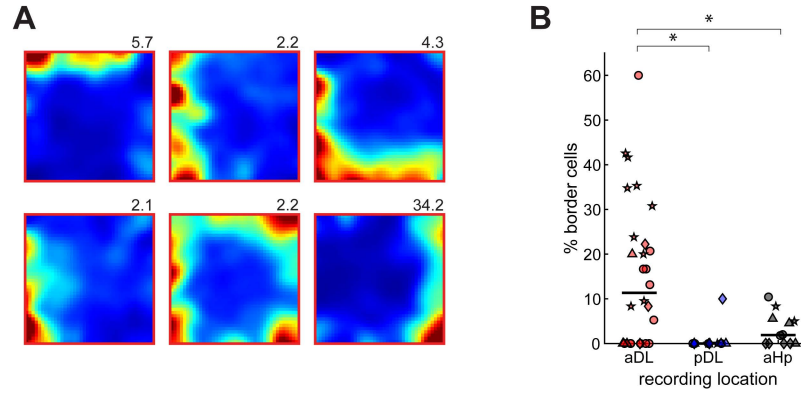 A
5.7
2.2
4.3
2.1
2.2
34.2
B
*
*
% border cells
60
50
40
30
20
10
0
aDL
pDL
aHp
recording location